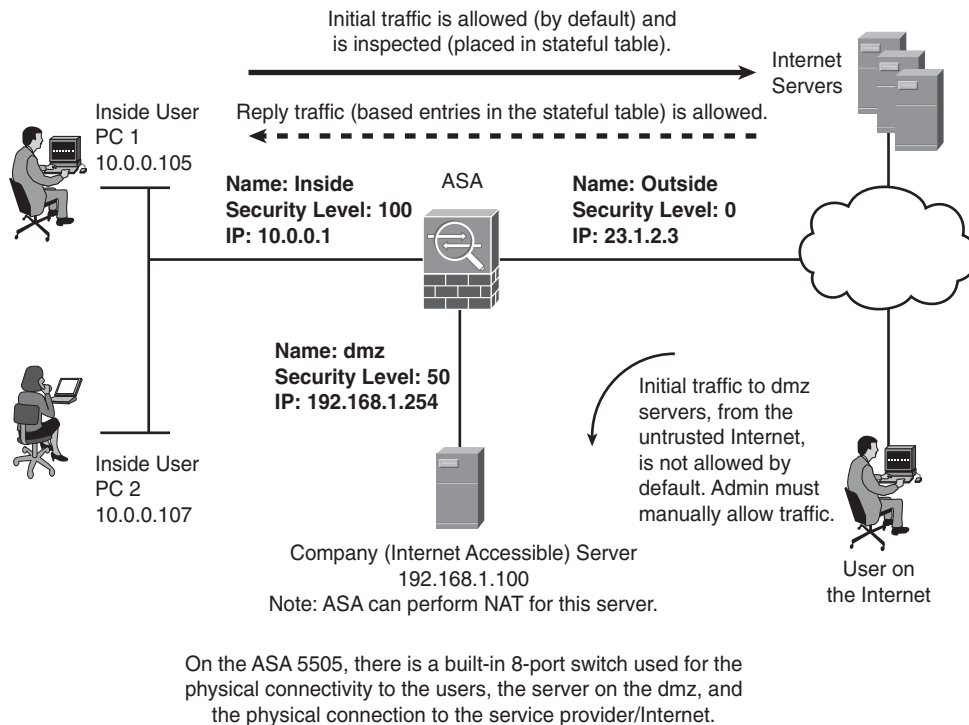 Initial traffic is allowed (by default) and
is inspected (placed in stateful table).
Internet
Servers
Reply traffic (based entries in the stateful table) is allowed.
Inside User
PC 1
10.0.0.105
Name: Inside
Security Level: 100
IP: 10.0.0.1
ASA
Name: Outside
Security Level: 0
IP: 23.1.2.3
Name: dmz
Security Level: 50
IP: 192.168.1.254
Initial traffic to dmz
servers, from the
untrusted Internet,
is not allowed by
default. Admin must
manually allow traffic.
Inside User
PC 2
10.0.0.107
Company (Internet Accessible) Server
192.168.1.100
Note: ASA can perform NAT for this server.
User on
the Internet
On the ASA 5505, there is a built-in 8-port switch used for the
physical connectivity to the users, the server on the dmz, and
the physical connection to the service provider/Internet.